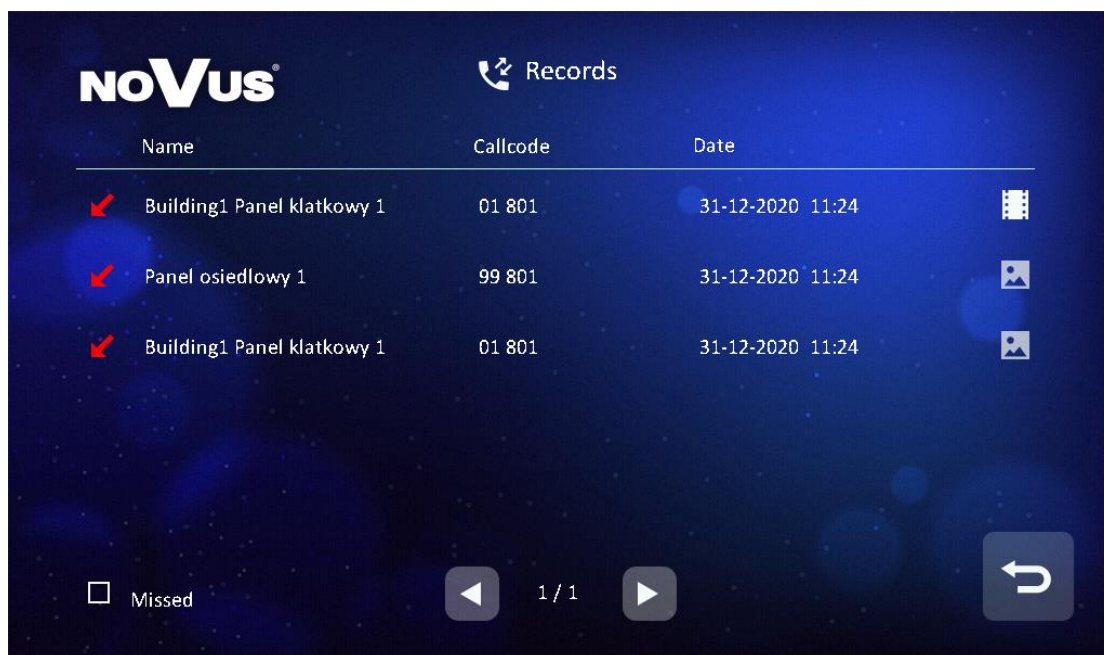 NOVUS®
Records
Name Callcode Date
Building1 Panel klatkowy 1 01 801 31-12-2020 11:24
Panel osiedlowy 1 99 801 31-12-2020 11:24
Building1 Panel klatkowy 1 01 801 31-12-2020 11:24
Missed 1 / 1